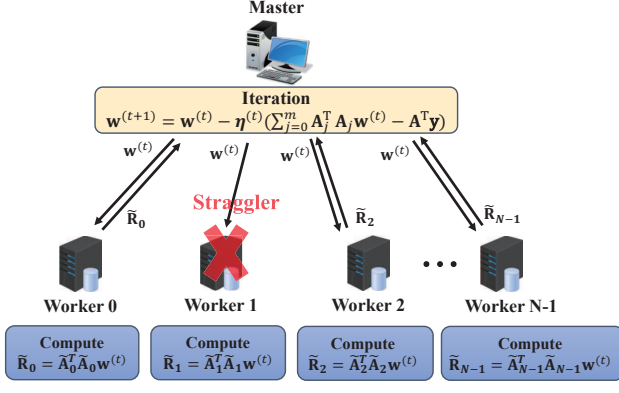 Master
Iteration
𝐰^(t+1) = 𝐰^(t) − 𝛈^(t)(∑_{j=0}^{m} 𝐀_j^T 𝐀_j 𝐰^(t) − 𝐀^T 𝐲)
𝐰^(t) 𝐰^(t) 𝐰^(t) 𝐰^(t)
R̃_0 Straggler R̃_2 R̃_{N−1}
Worker 0 Worker 1 Worker 2 ••• Worker N-1
Compute Compute Compute Compute
R̃_0 = Ã_0^T Ã_0 𝐰^(t) R̃_1 = Ã_1^T Ã_1 𝐰^(t) R̃_2 = Ã_2^T Ã_2 𝐰^(t) R̃_{N−1} = Ã_{N−1}^T Ã_{N−1} 𝐰^(t)